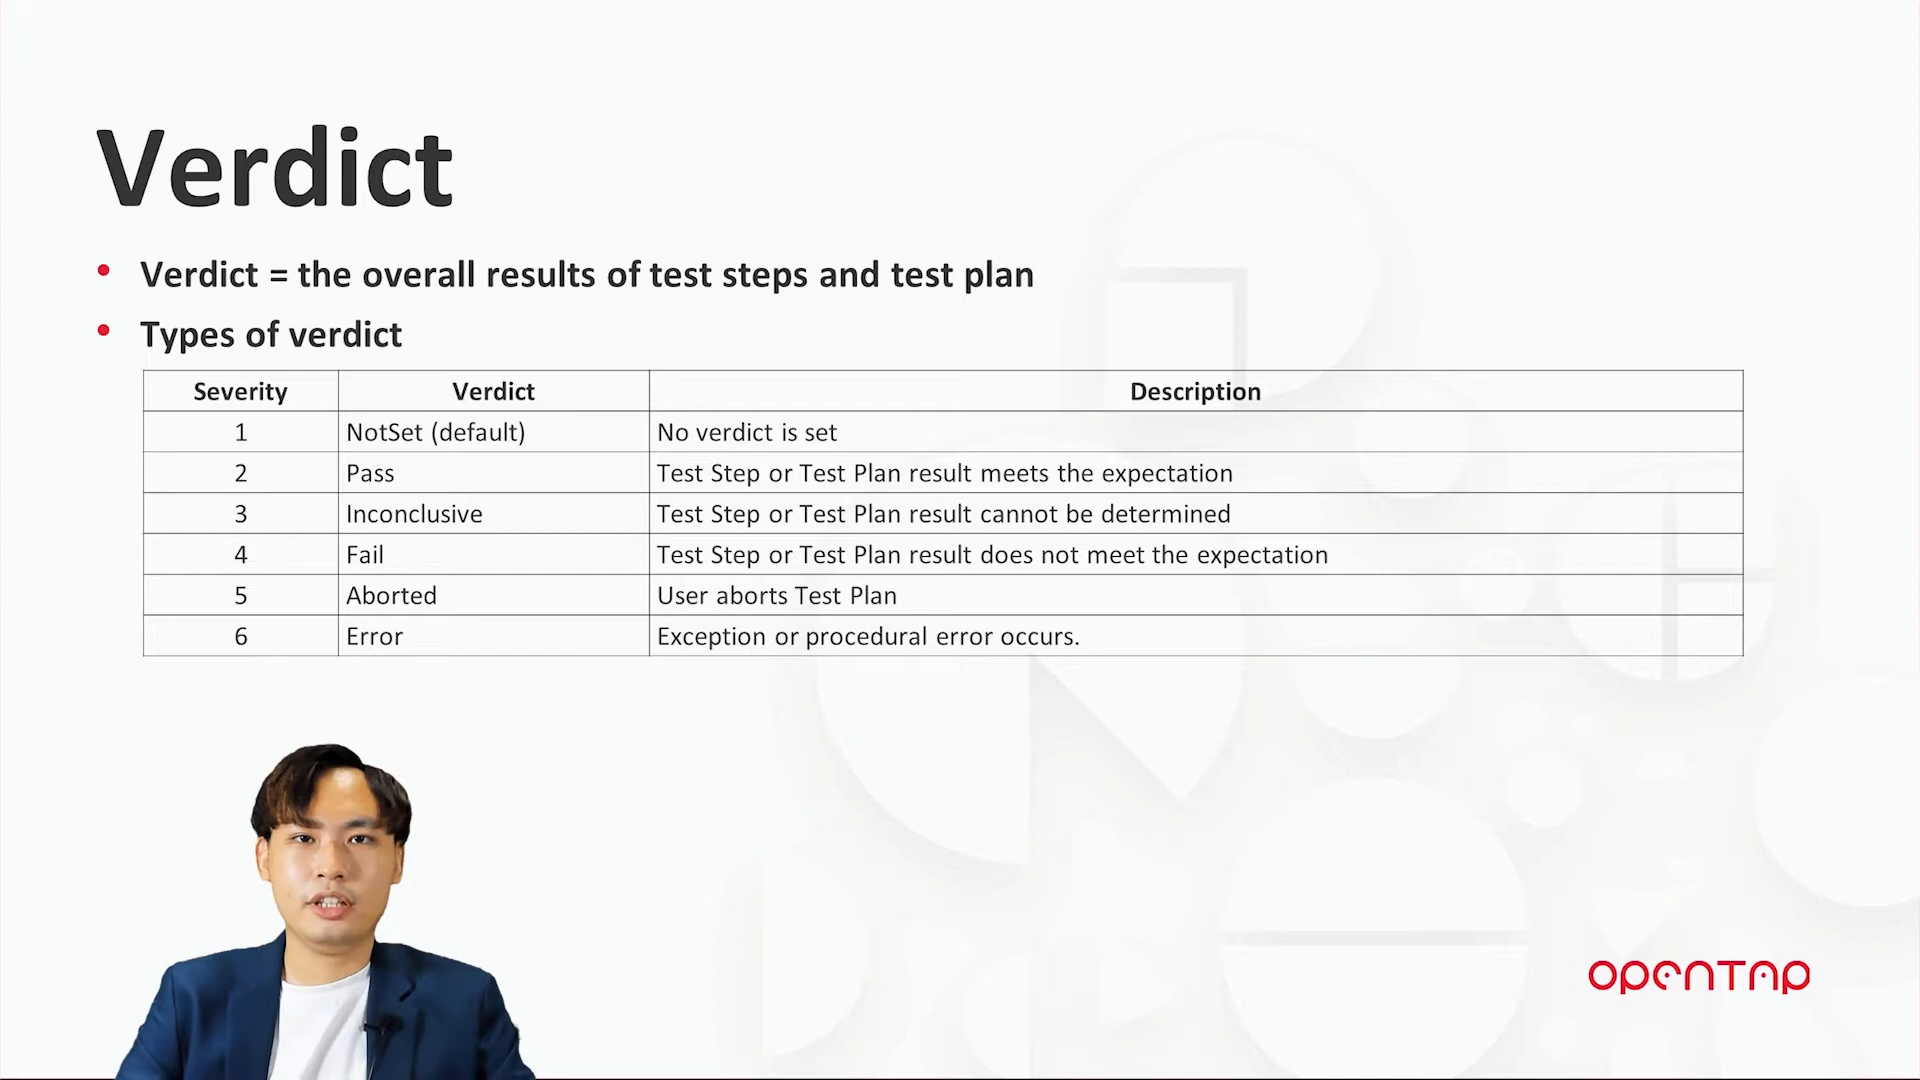 Verdict
• Verdict = the overall results of test steps and test plan
• Types of verdict
Severity Verdict Description
1 NotSet (default) No verdict is set
2 Pass Test Step or Test Plan result meets the expectation
3 Inconclusive Test Step or Test Plan result cannot be determined
4 Fail Test Step or Test Plan result does not meet the expectation
5 Aborted User aborts Test Plan
6 Error Exception or procedural error occurs.
OPENTAP